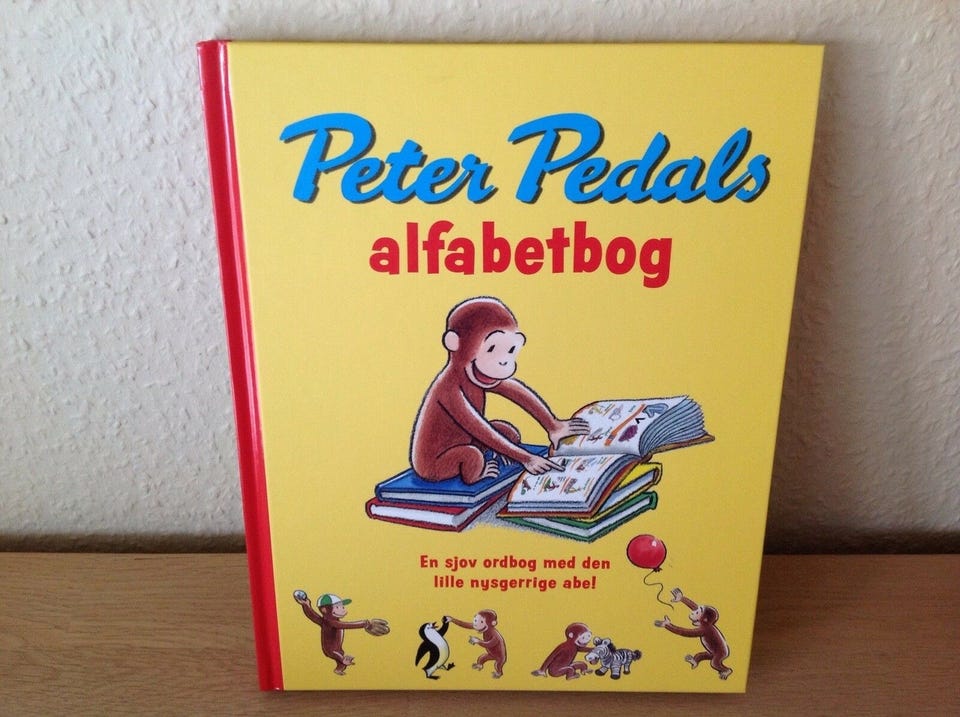 Peter Pedals
alfabetbog
En sjov ordbog med den
lille nysgerrige abe!